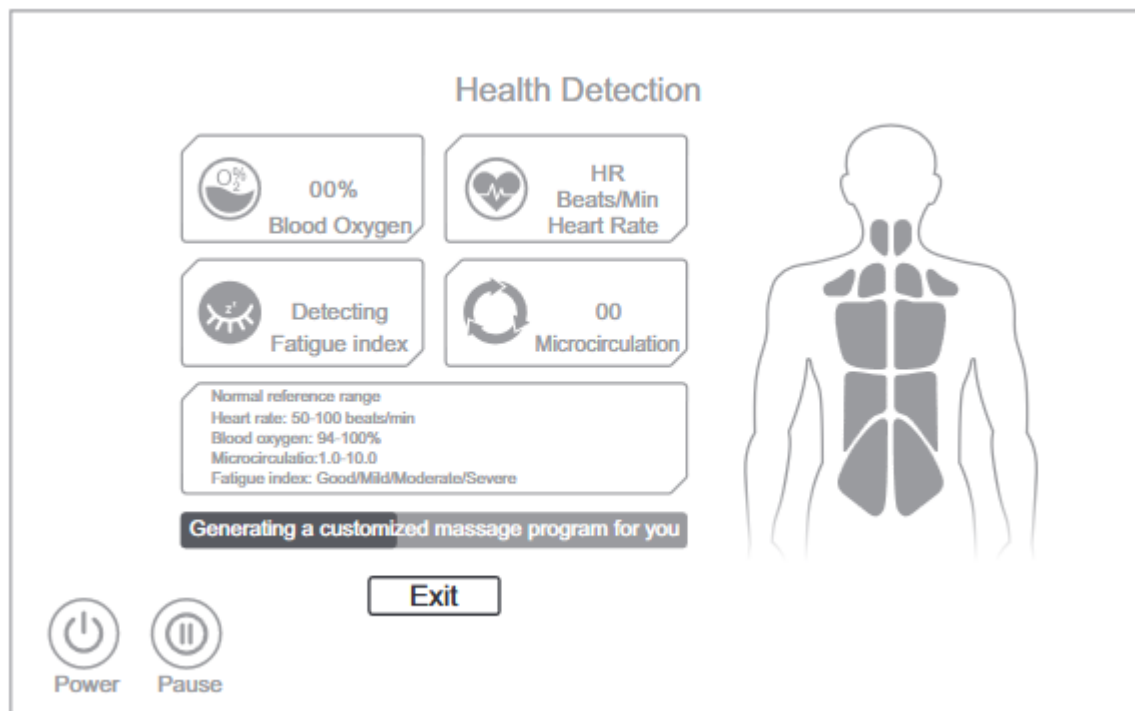 Health Detection
O₂%
00%
Blood Oxygen
HR
Beats/Min
Heart Rate
zz
Detecting
Fatigue index
00
Microcirculation
Normal reference range
Heart rate: 50-100 beats/min
Blood oxygen: 94-100%
Microcirculatio:1.0-10.0
Fatigue index: Good/Mild/Moderate/Severe
Generating a customized massage program for you
Exit
Power
Pause